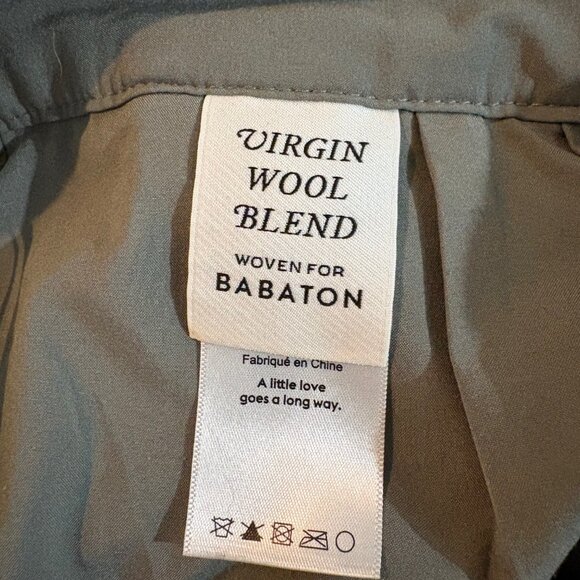 VIRGIN
WOOL
BLEND
WOVEN FOR
BABATON
Fabriqué en Chine
A little love
goes a long way.